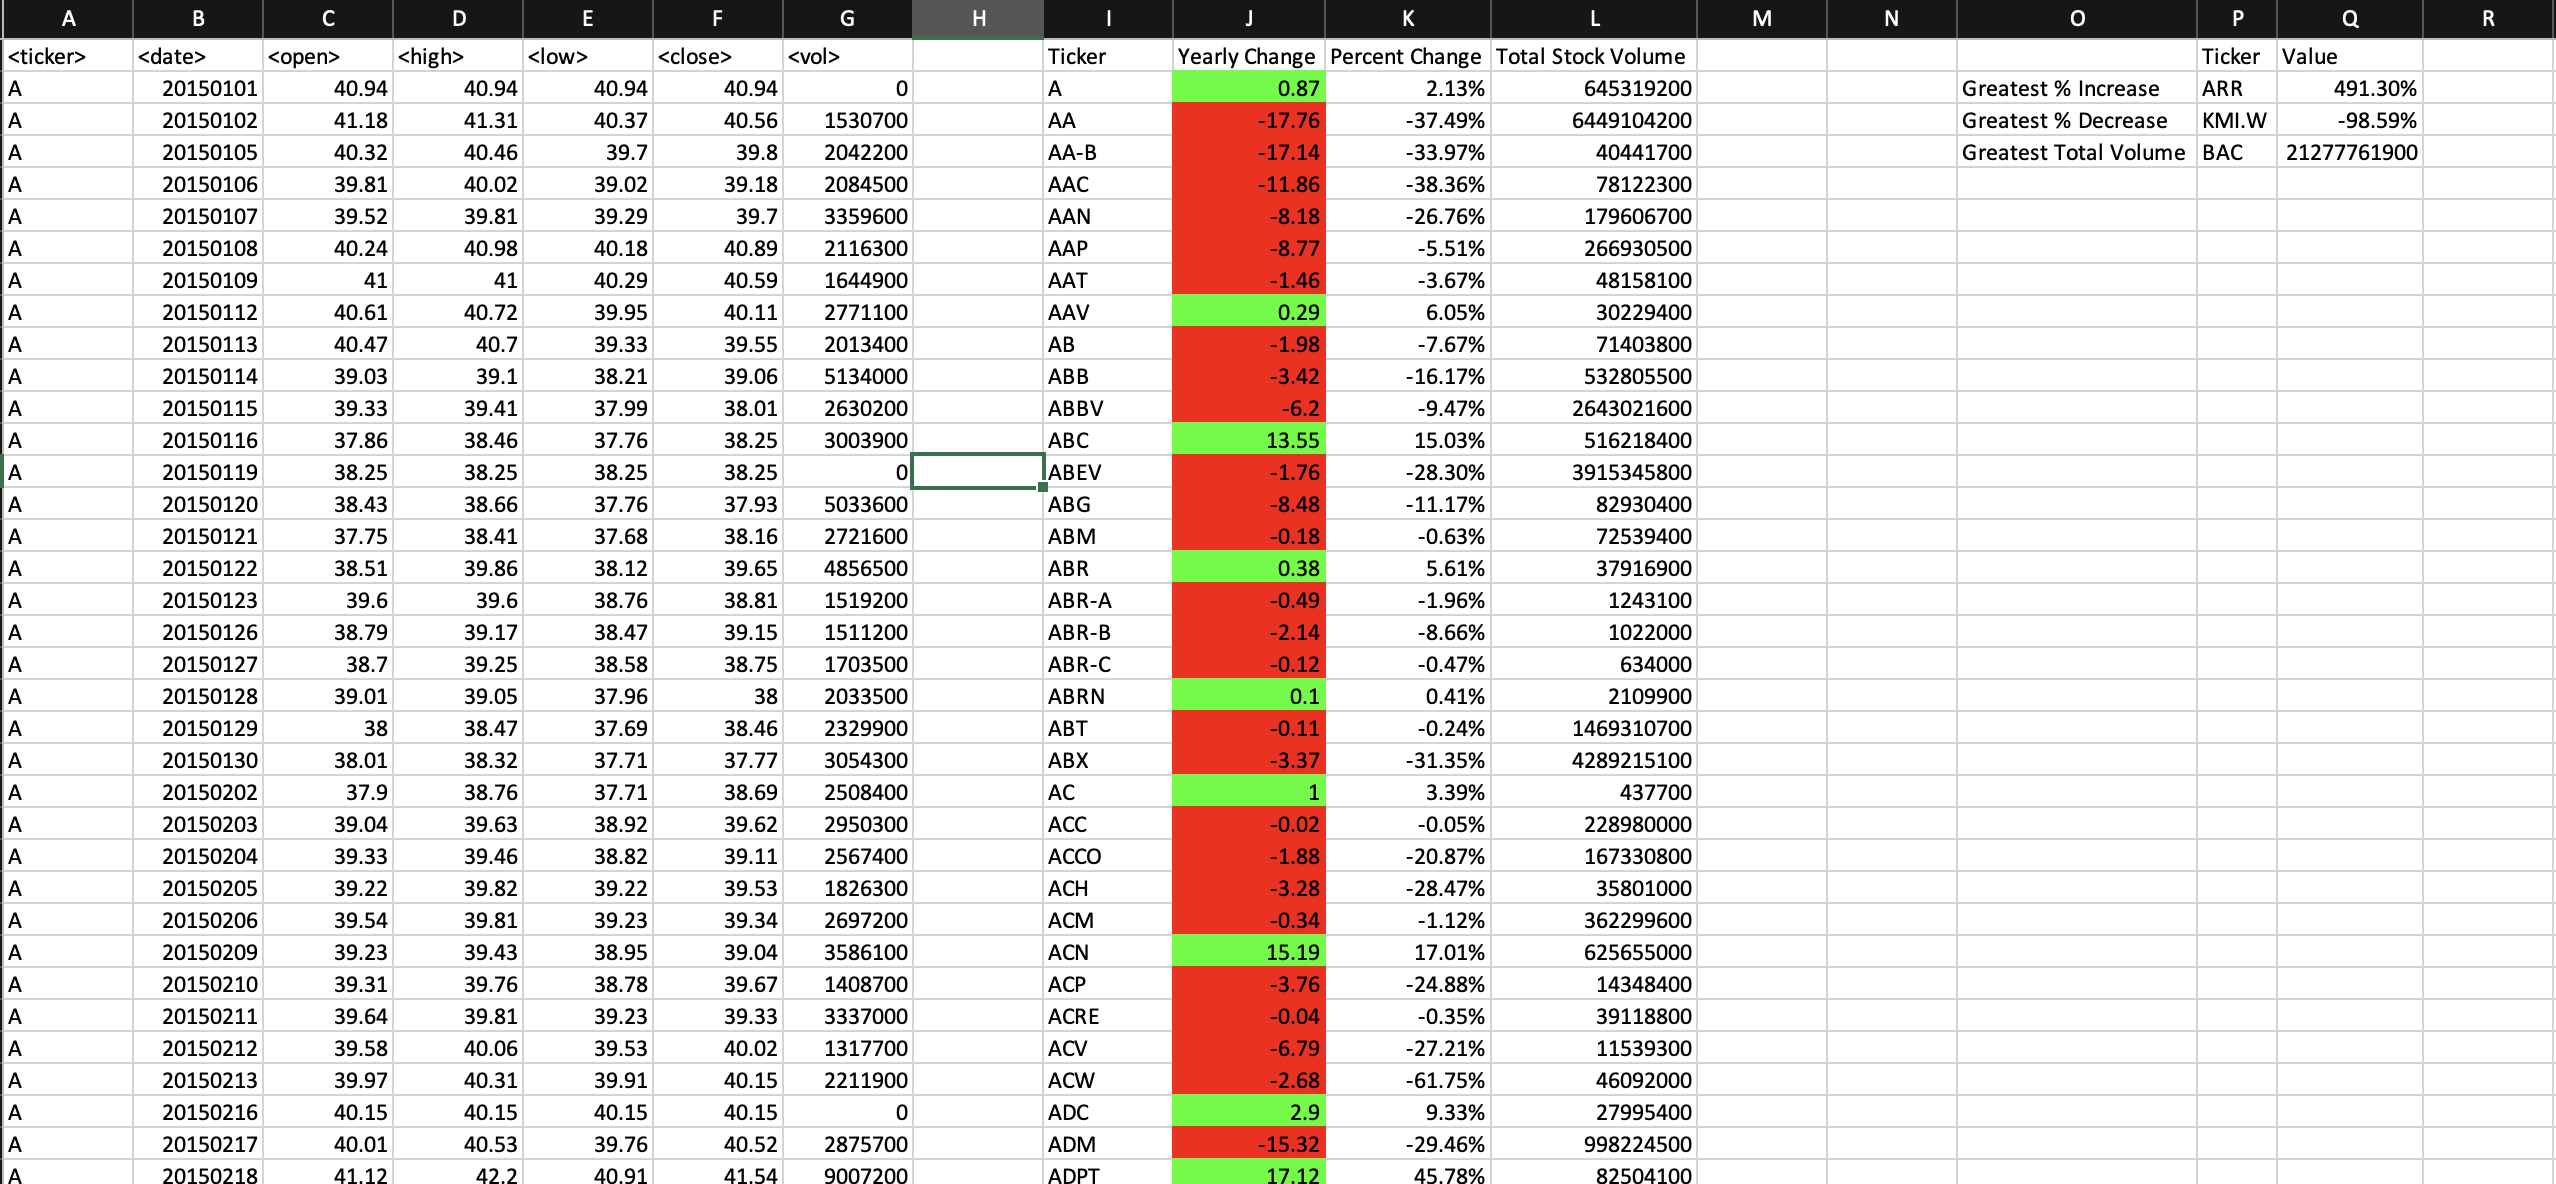 A B C D E F G H I J K L M N O P Q R
<ticker> <date> <open> <high> <low> <close> <vol> Ticker Yearly Change Percent Change Total Stock Volume Ticker Value
A 20150101 40.94 40.94 40.94 40.94 0 A 0.87 2.13% 645319200 Greatest % Increase ARR 491.30%
A 20150102 41.18 41.31 40.37 40.56 1530700 AA -17.76 -37.49% 6449104200 Greatest % Decrease KMI.W -98.59%
A 20150105 40.32 40.46 39.7 39.8 2042200 AA-B -17.14 -33.97% 40441700 Greatest Total Volume BAC 21277761900
A 20150106 39.81 40.02 39.02 39.18 2084500 AAC -11.86 -38.36% 78122300
A 20150107 39.52 39.81 39.29 39.7 3359600 AAN -8.18 -26.76% 179606700
A 20150108 40.24 40.98 40.18 40.89 2116300 AAP -8.77 -5.51% 266930500
A 20150109 41 41 40.29 40.59 1644900 AAT -1.46 -3.67% 48158100
A 20150112 40.61 40.72 39.95 40.11 2771100 AAV 0.29 6.05% 30229400
A 20150113 40.47 40.7 39.33 39.55 2013400 AB -1.98 -7.67% 71403800
A 20150114 39.03 39.1 38.21 39.06 5134000 ABB -3.42 -16.17% 532805500
A 20150115 39.33 39.41 37.99 38.01 2630200 ABBV -6.2 -9.47% 2643021600
A 20150116 37.86 38.46 37.76 38.25 3003900 ABC 13.55 15.03% 516218400
A 20150119 38.25 38.25 38.25 38.25 0 ABEV -1.76 -28.30% 3915345800
A 20150120 38.43 38.66 37.76 37.93 5033600 ABG -8.48 -11.17% 82930400
A 20150121 37.75 38.41 37.68 38.16 2721600 ABM -0.18 -0.63% 72539400
A 20150122 38.51 39.86 38.12 39.65 4856500 ABR 0.38 5.61% 37916900
A 20150123 39.6 39.6 38.76 38.81 1519200 ABR-A -0.49 -1.96% 1243100
A 20150126 38.79 39.17 38.47 39.15 1511200 ABR-B -2.14 -8.66% 1022000
A 20150127 38.7 39.25 38.58 38.75 1703500 ABR-C -0.12 -0.47% 634000
A 20150128 39.01 39.05 37.96 38 2033500 ABRN 0.1 0.41% 2109900
A 20150129 38 38.47 37.69 38.46 2329900 ABT -0.11 -0.24% 1469310700
A 20150130 38.01 38.32 37.71 37.77 3054300 ABX -3.37 -31.35% 4289215100
A 20150202 37.9 38.76 37.71 38.69 2508400 AC 1 3.39% 437700
A 20150203 39.04 39.63 38.92 39.62 2950300 ACC -0.02 -0.05% 228980000
A 20150204 39.33 39.46 38.82 39.11 2567400 ACCO -1.88 -20.87% 167330800
A 20150205 39.22 39.82 39.22 39.53 1826300 ACH -3.28 -28.47% 35801000
A 20150206 39.54 39.81 39.23 39.34 2697200 ACM -0.34 -1.12% 362299600
A 20150209 39.23 39.43 38.95 39.04 3586100 ACN 15.19 17.01% 625655000
A 20150210 39.31 39.76 38.78 39.67 1408700 ACP -3.76 -24.88% 14348400
A 20150211 39.64 39.81 39.23 39.33 3337000 ACRE -0.04 -0.35% 39118800
A 20150212 39.58 40.06 39.53 40.02 1317700 ACV -6.79 -27.21% 11539300
A 20150213 39.97 40.31 39.91 40.15 2211900 ACW -2.68 -61.75% 46092000
A 20150216 40.15 40.15 40.15 40.15 0 ADC 2.9 9.33% 27995400
A 20150217 40.01 40.53 39.76 40.52 2875700 ADM -15.32 -29.46% 998224500
A 20150218 41.12 42.2 40.91 41.54 9007200 ADPT 17.12 45.78% 82504100